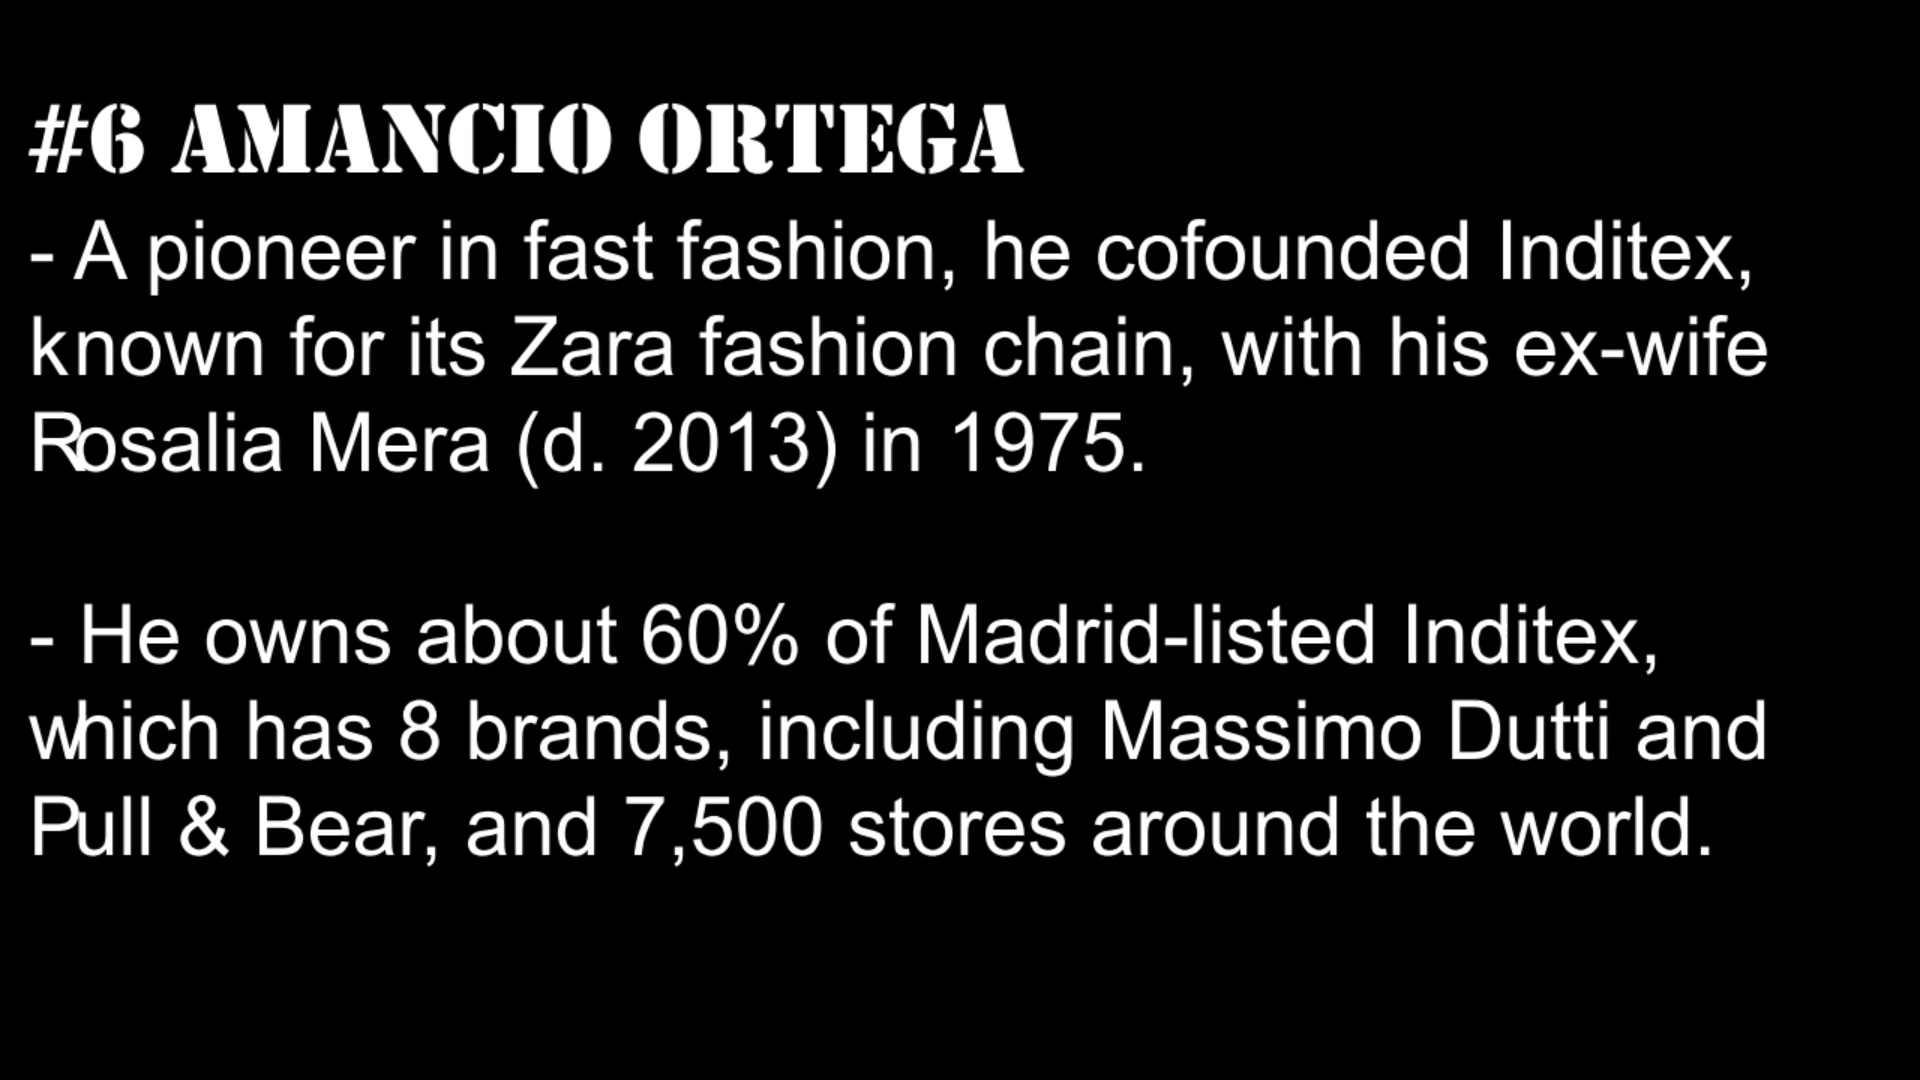 #6 AMANCIO ORTEGA
- A pioneer in fast fashion, he cofounded Inditex,
known for its Zara fashion chain, with his ex-wife
Rosalia Mera (d. 2013) in 1975.
- He owns about 60% of Madrid-listed Inditex,
which has 8 brands, including Massimo Dutti and
Pull & Bear, and 7,500 stores around the world.